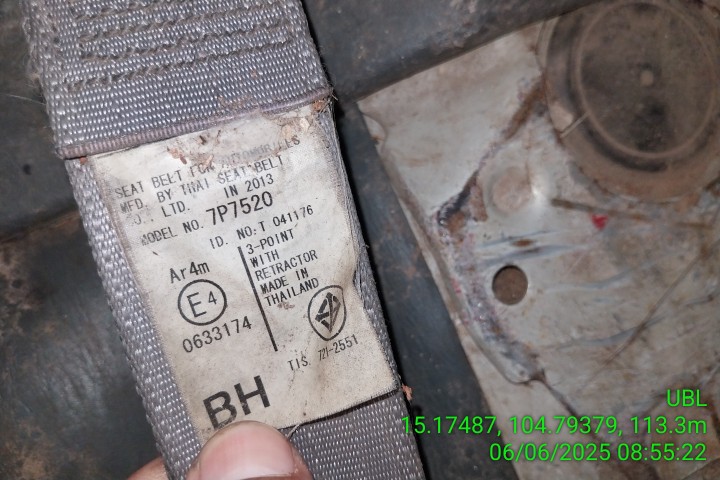 SEAT BELT FOR
MFD. BY THAI SEAT BELT
CO., LTD. IN 2013
MODEL NO. 7P7520
ID. NO:T 041176
3-POINT
WITH
RETRACTOR
MADE IN
THAILAND
Ar4m
E4
0633174
TIS. 721-2551
BH
UBL
15.17487, 104.79379, 113.3m
06/06/2025 08:55:22